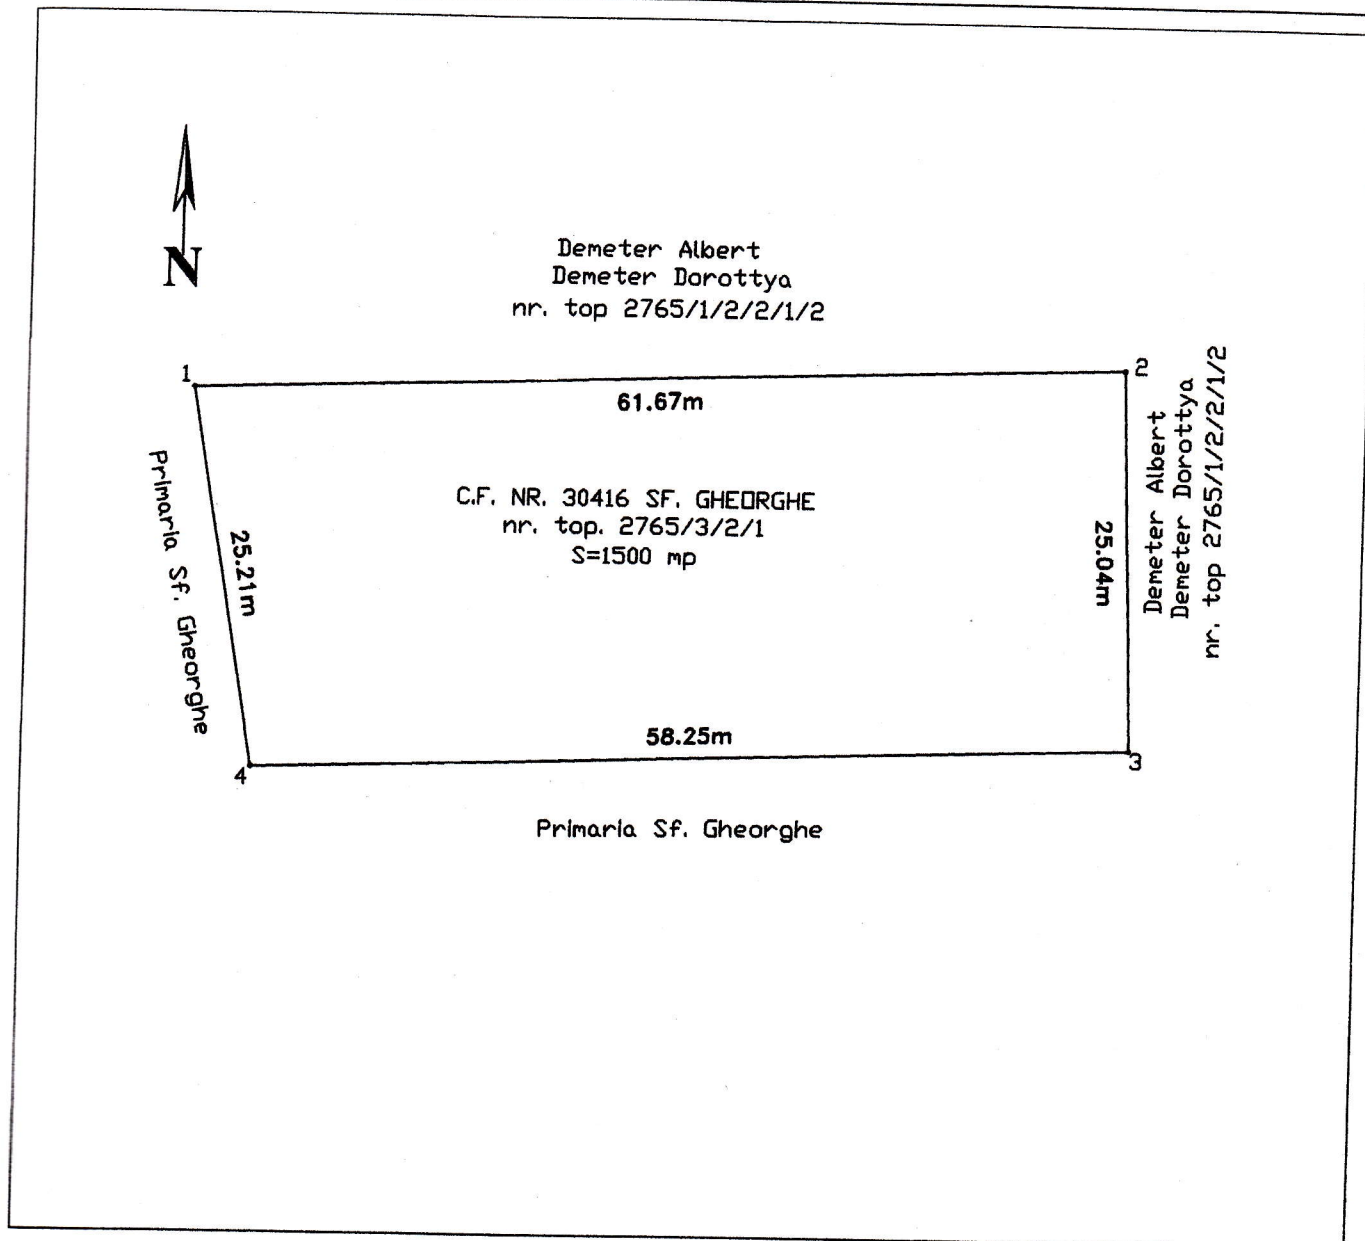 N
Demeter Albert
Demeter Dorottya
nr. top 2765/1/2/2/1/2
1
2
61.67m
Primaria Sf. Gheorghe
25.21m
C.F. NR. 30416 SF. GHEORGHE
nr. top. 2765/3/2/1
S=1500 mp
25.04m
Demeter Albert
Demeter Dorottya
nr. top 2765/1/2/2/1/2
58.25m
4
3
Primaria Sf. Gheorghe